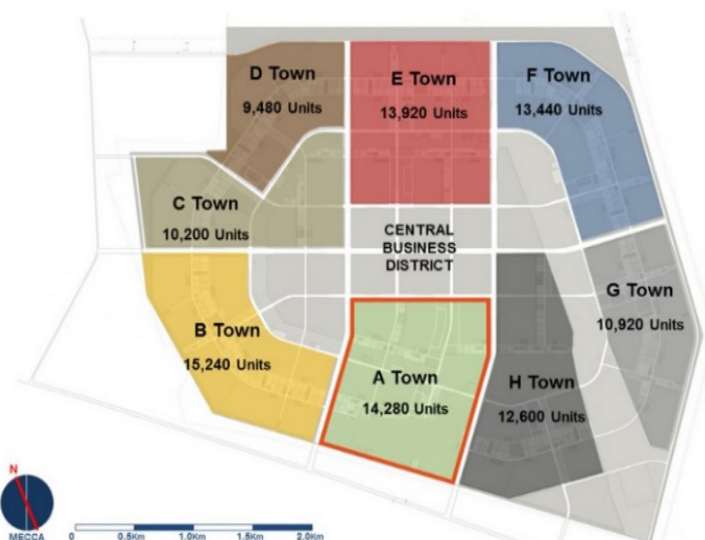 D Town
9,480 Units
E Town
13,920 Units
F Town
13,440 Units
C Town
10,200 Units
CENTRAL
BUSINESS
DISTRICT
G Town
10,920 Units
B Town
15,240 Units
A Town
14,280 Units
H Town
12,600 Units
N
MECCA
0 0.5Km 1.0Km 1.5Km 2.0Km